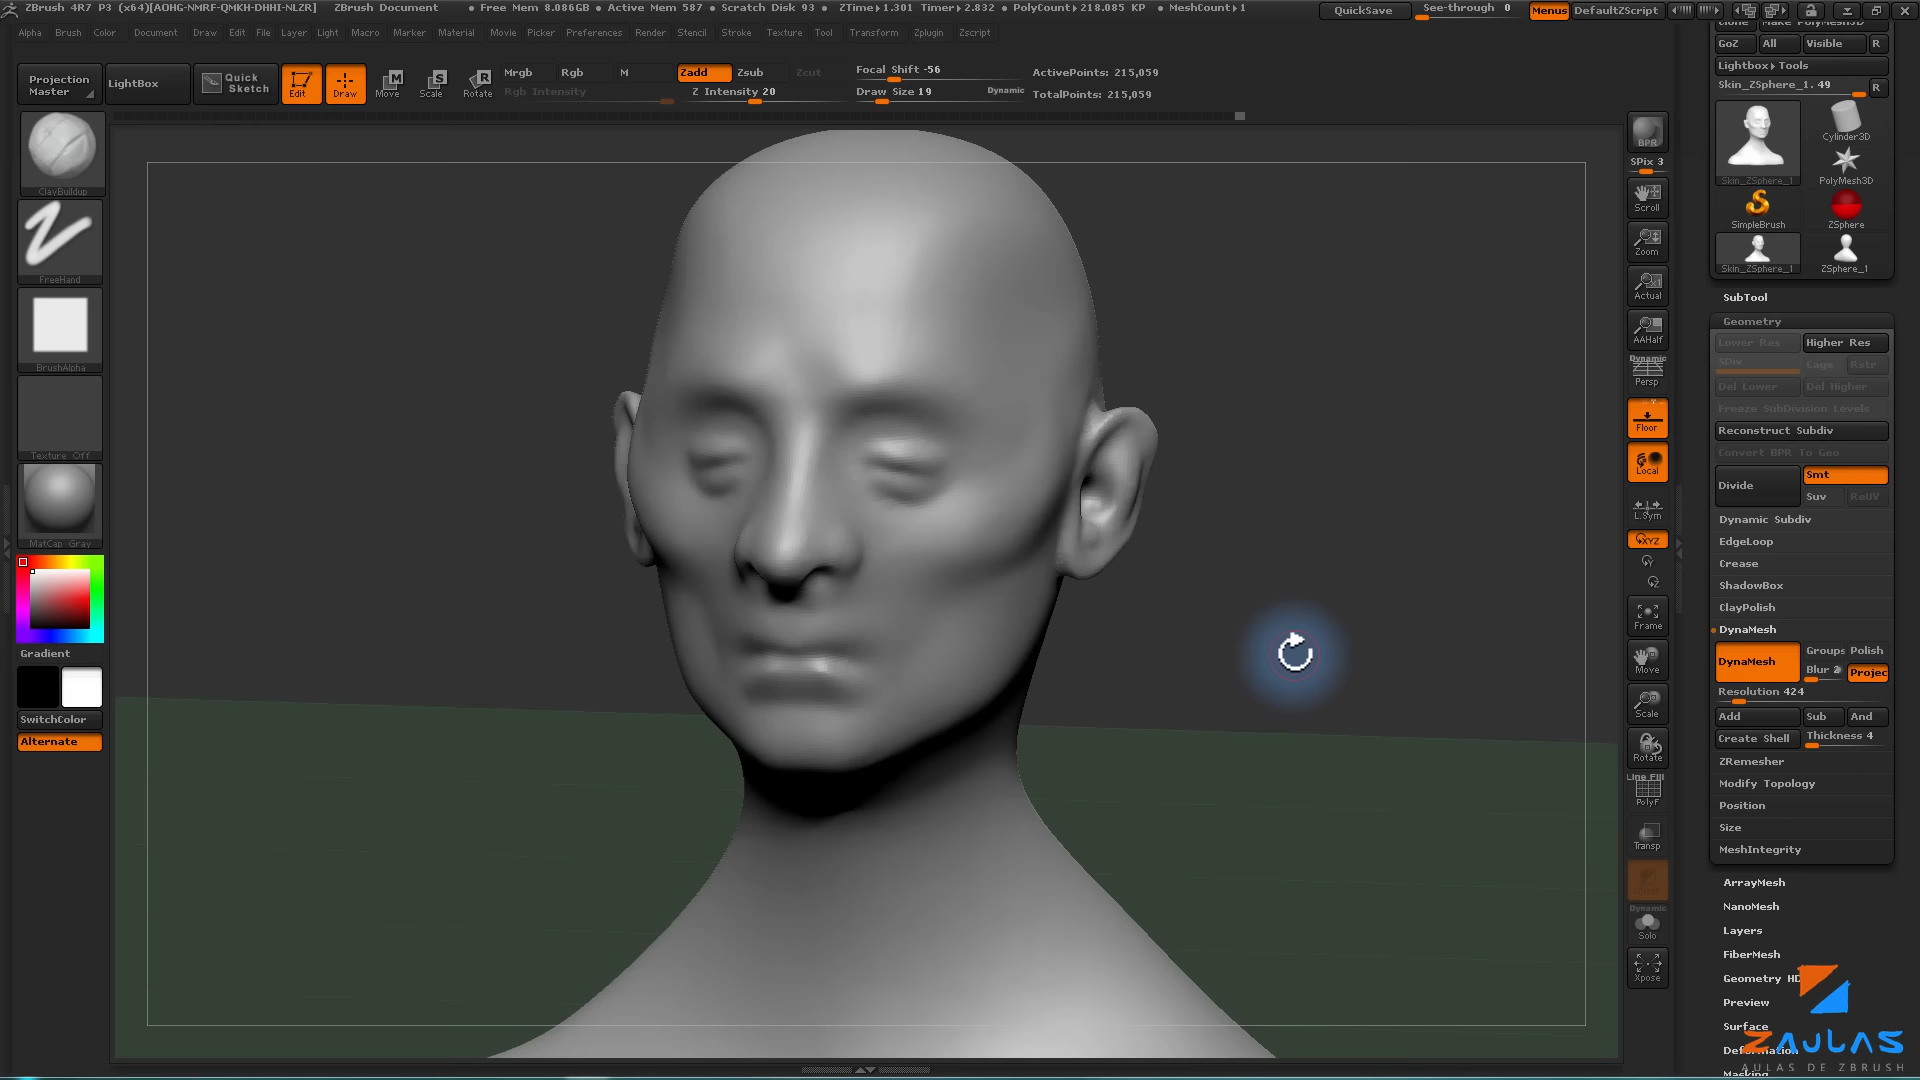 ZBrush 4R7 P3 (x64)[AOHG-NMRF-QMKH-DHHI-NLZR] ZBrush Document • Free Mem 8.086GB • Active Mem 587 • Scratch Disk 93 • ZTime▸1.301 Timer▸2.832 • PolyCount▸218.085 KP • MeshCount▸1 QuickSave See-through 0 Menus DefaultZScript
Alpha Brush Color Document Draw Edit File Layer Light Macro Marker Material Movie Picker Preferences Render Stencil Stroke Texture Tool Transform Zplugin Zscript
Projection Master
LightBox
Quick Sketch
Edit
Draw
Move
Scale
Rotate
Mrgb Rgb M
Rgb Intensity
Zadd Zsub Zcut
Z Intensity 20
Focal Shift -56
Draw Size 19 Dynamic
ActivePoints: 215,059
TotalPoints: 215,059
ClayBuildup
FreeHand
BrushAlpha
Texture Off
MatCap Gray
Gradient
SwitchColor
Alternate
BPR
SPix 3
Scroll
Zoom
Actual
AAHalf
Dynamic
Persp
Floor
Local
L.Sym
XYZ
Y
Z
Frame
Move
Scale
Rotate
Line Fill
PolyF
Transp
Dynamic
Solo
Xpose
GoZ All Visible R
Lightbox▸Tools
Skin_ZSphere_1. 49 R
Skin_ZSphere_1
Cylinder3D
PolyMesh3D
SimpleBrush
ZSphere
Skin_ZSphere_1
ZSphere_1
SubTool
Geometry
Lower Res Higher Res
SDiv Cage Rstr
Del Lower Del Higher
Freeze SubDivision Levels
Reconstruct Subdiv
Convert BPR To Geo
Divide Smt
Suv ReUV
Dynamic Subdiv
EdgeLoop
Crease
ShadowBox
ClayPolish
DynaMesh
DynaMesh Groups Polish
Blur 2 Projec
Resolution 424
Add Sub And
Create Shell Thickness 4
ZRemesher
Modify Topology
Position
Size
MeshIntegrity
ArrayMesh
NanoMesh
Layers
FiberMesh
Geometry HD
Preview
Surface
Deformation
Masking
ZAULAS
AULAS DE ZBRUSH